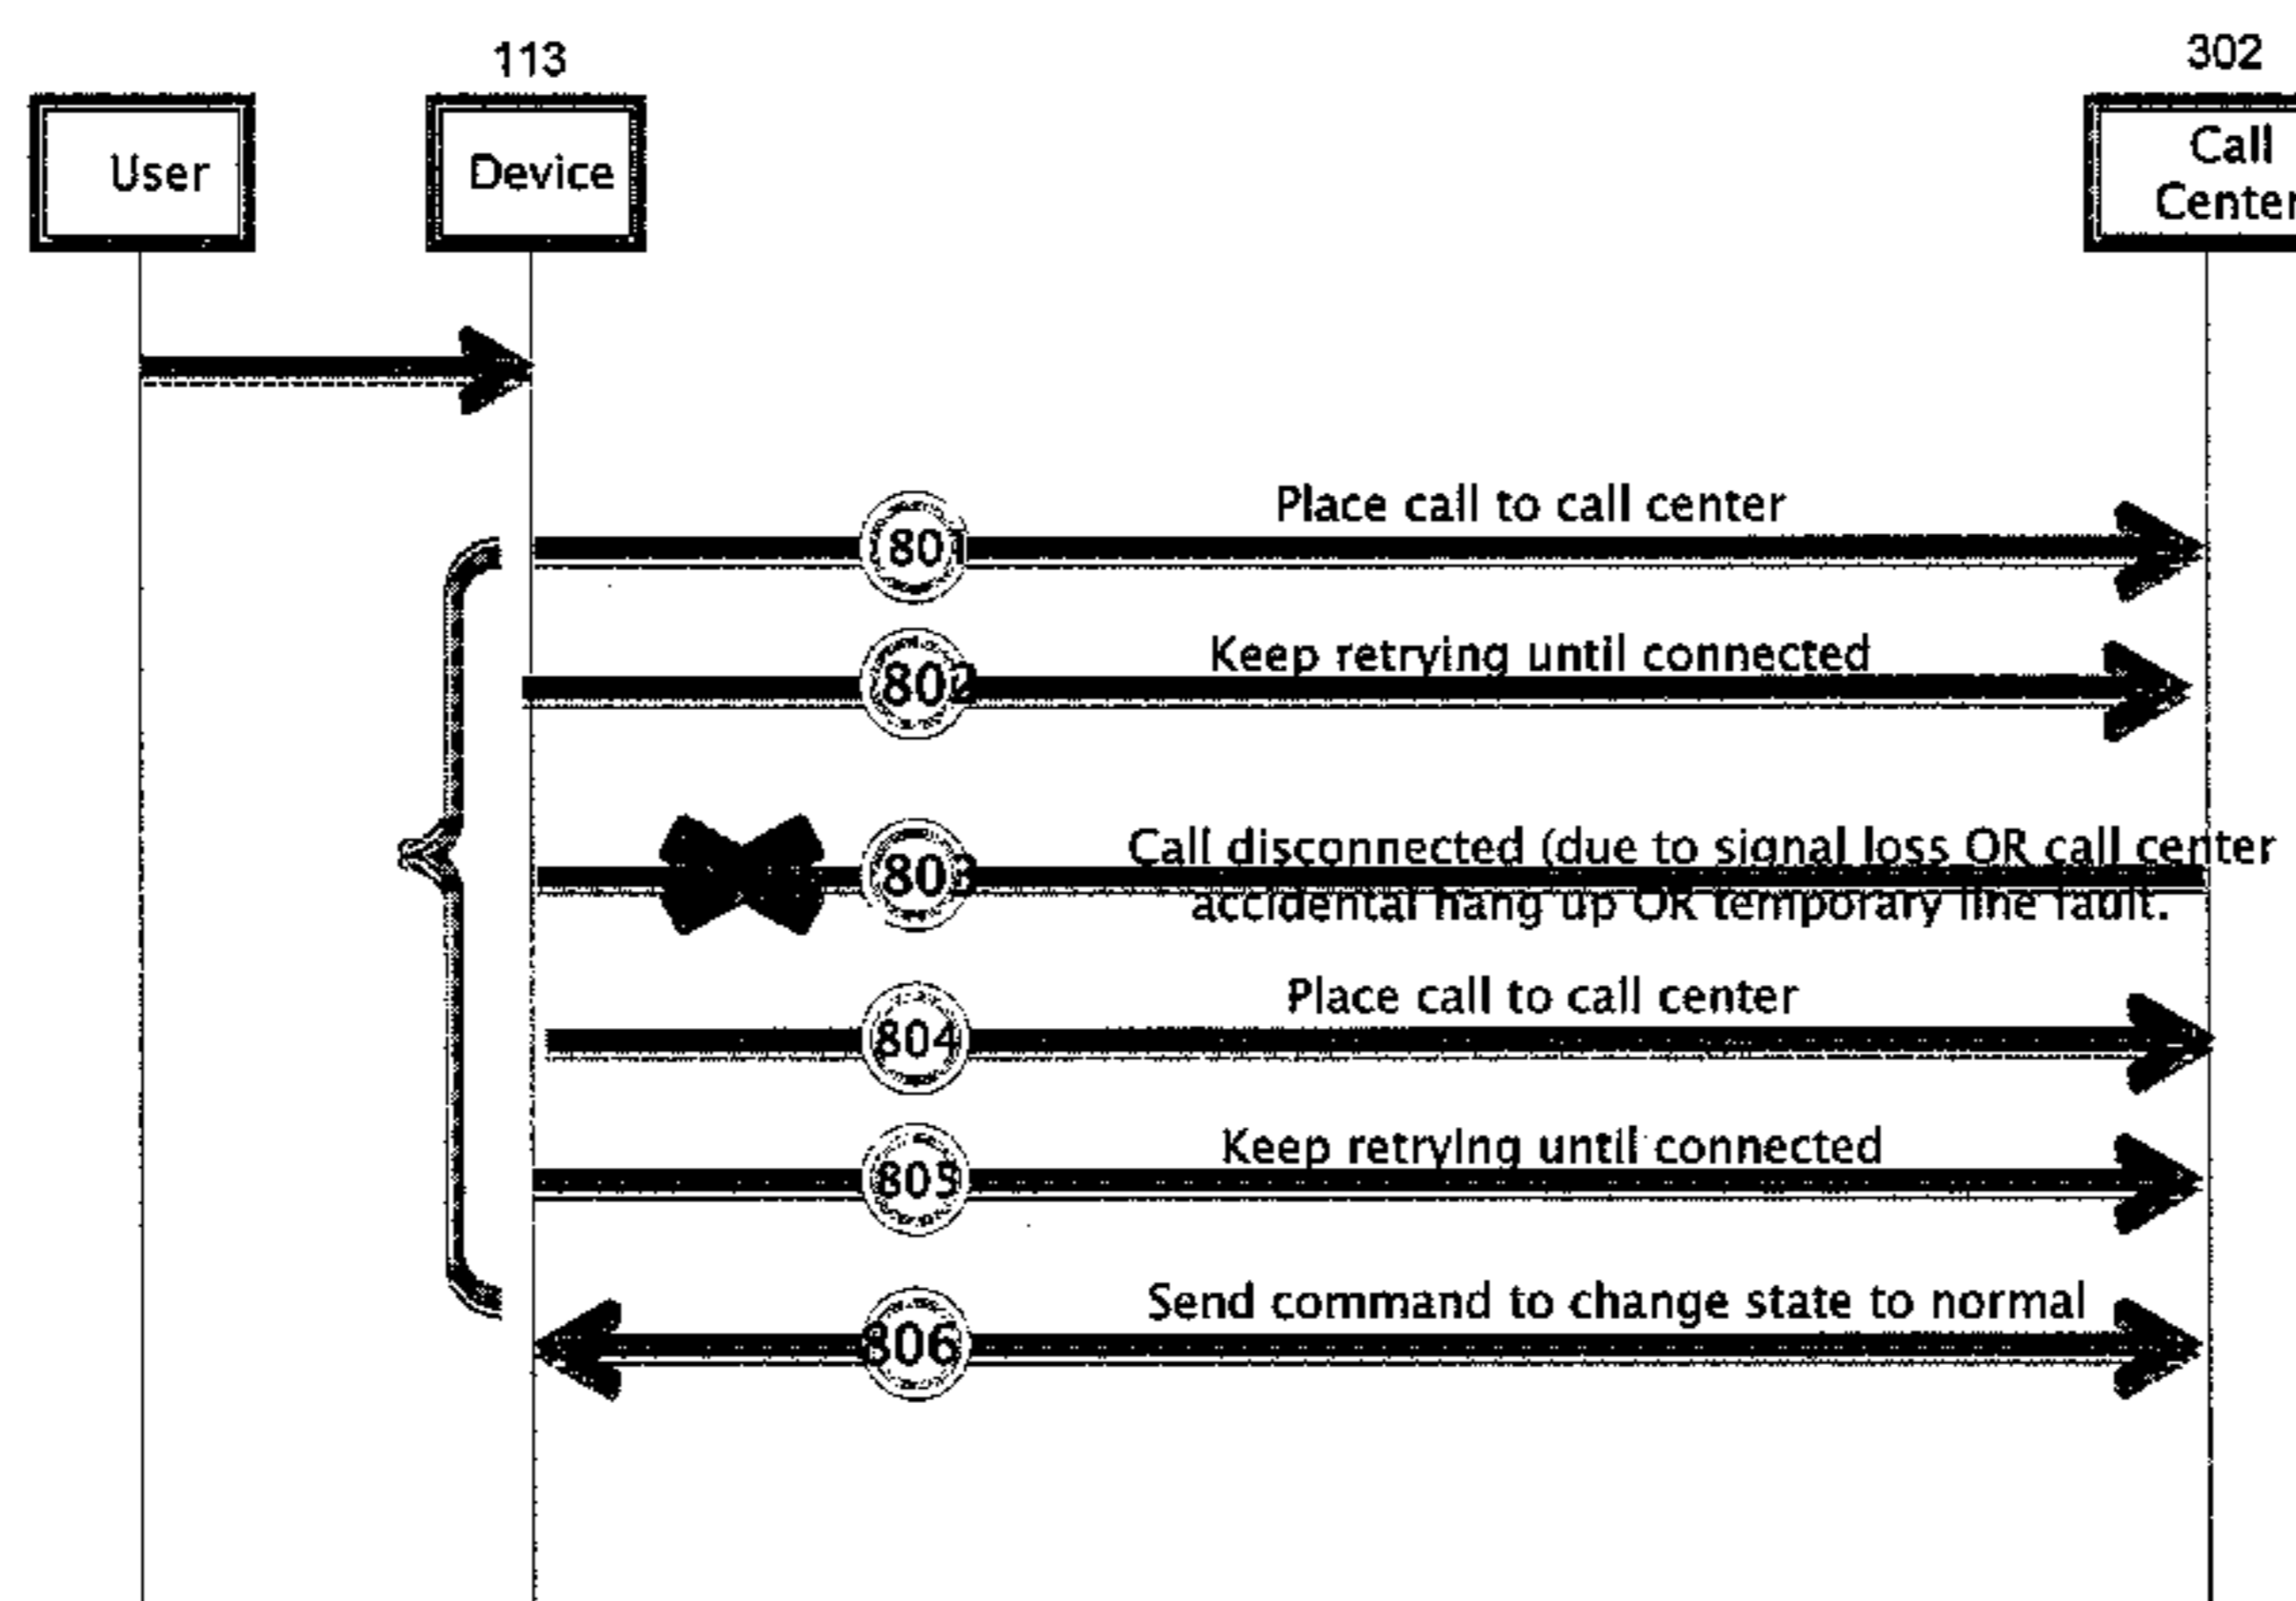 113
302
User
Device
Call
Center
Place call to call center
801
Keep retrying until connected
802
Call disconnected (due to signal loss OR call center
803
accidental hang up OR temporary line fault.
Place call to call center
804
Keep retrying until connected
805
Send command to change state to normal
806